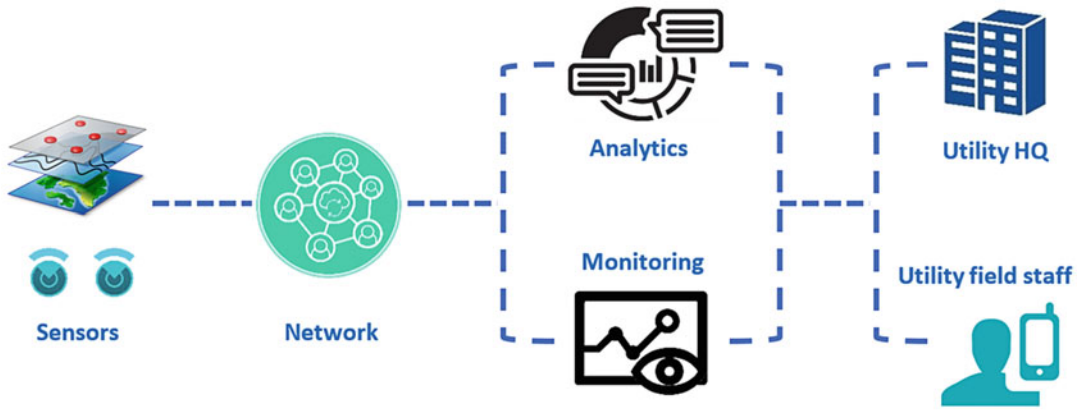 Analytics
Utility HQ
Monitoring
Utility field staff
Sensors
Network